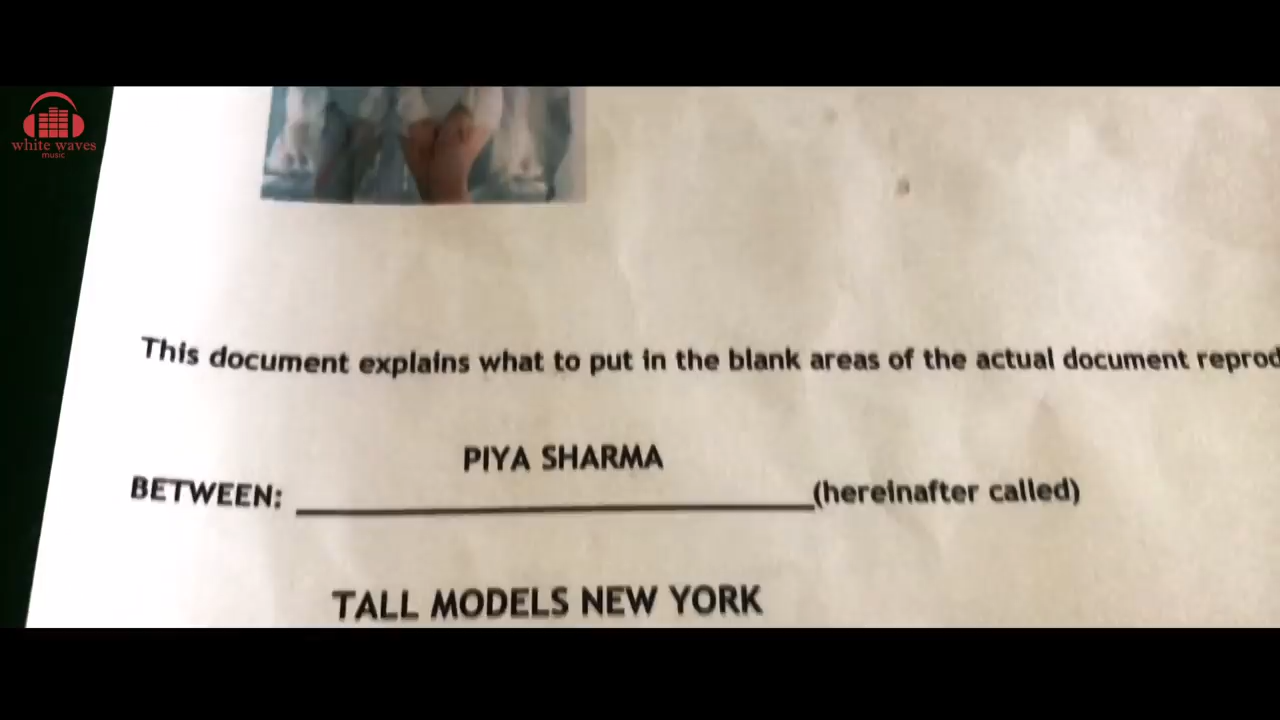 white waves
music
This document explains what to put in the blank areas of the actual document reprod
PIYA SHARMA
BETWEEN: (hereinafter called)
TALL MODELS NEW YORK